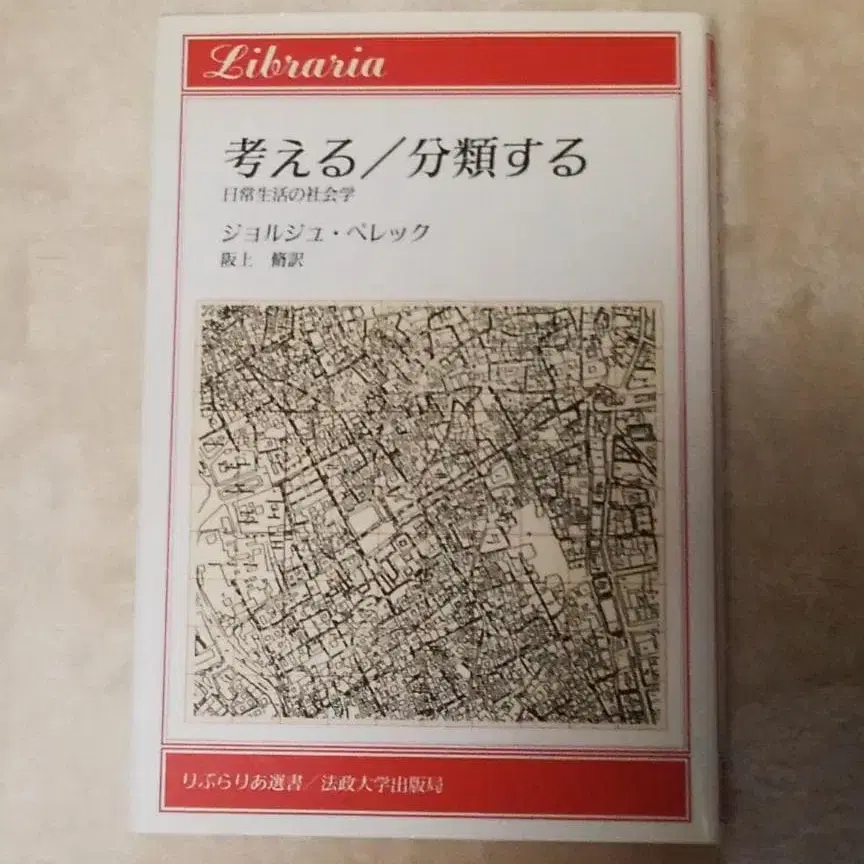 Libraria
考える／分類する
日常生活の社会学
ジョルジュ・ペレック
阪上 脩訳
りぶらりあ選書／法政大学出版局